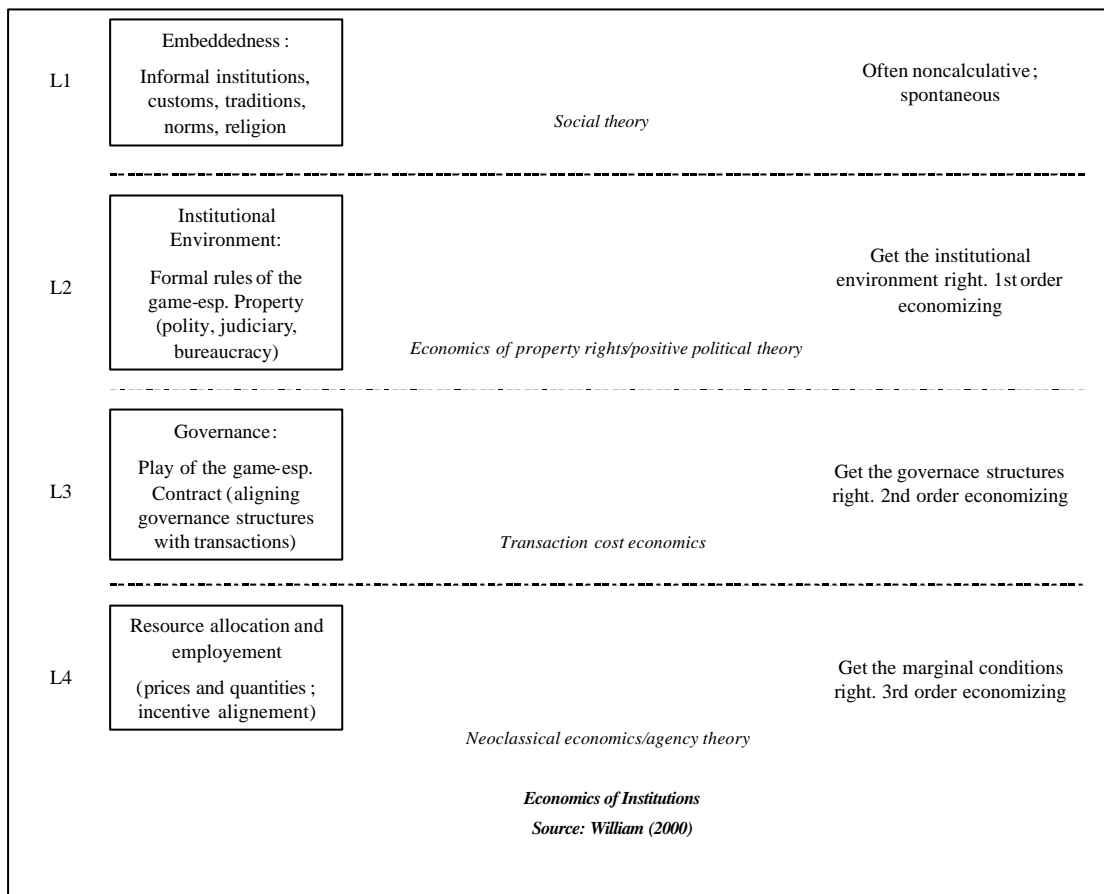 Embeddedness :
Informal institutions,
customs, traditions,
norms, religion
L1
Often noncalculative ;
spontaneous
Social theory
Institutional
Environment:
Formal rules of the
game-esp. Property
(polity, judiciary,
bureaucracy)
L2
Get the institutional
environment right. 1st order
economizing
Economics of property rights/positive political theory
Governance :
Play of the game-esp.
Contract (aligning
governance structures
with transactions)
L3
Get the governace structures
right. 2nd order economizing
Transaction cost economics
Resource allocation and
employement
(prices and quantities ;
incentive alignement)
L4
Get the marginal conditions
right. 3rd order economizing
Neoclassical economics/agency theory
Economics of Institutions
Source: William (2000)